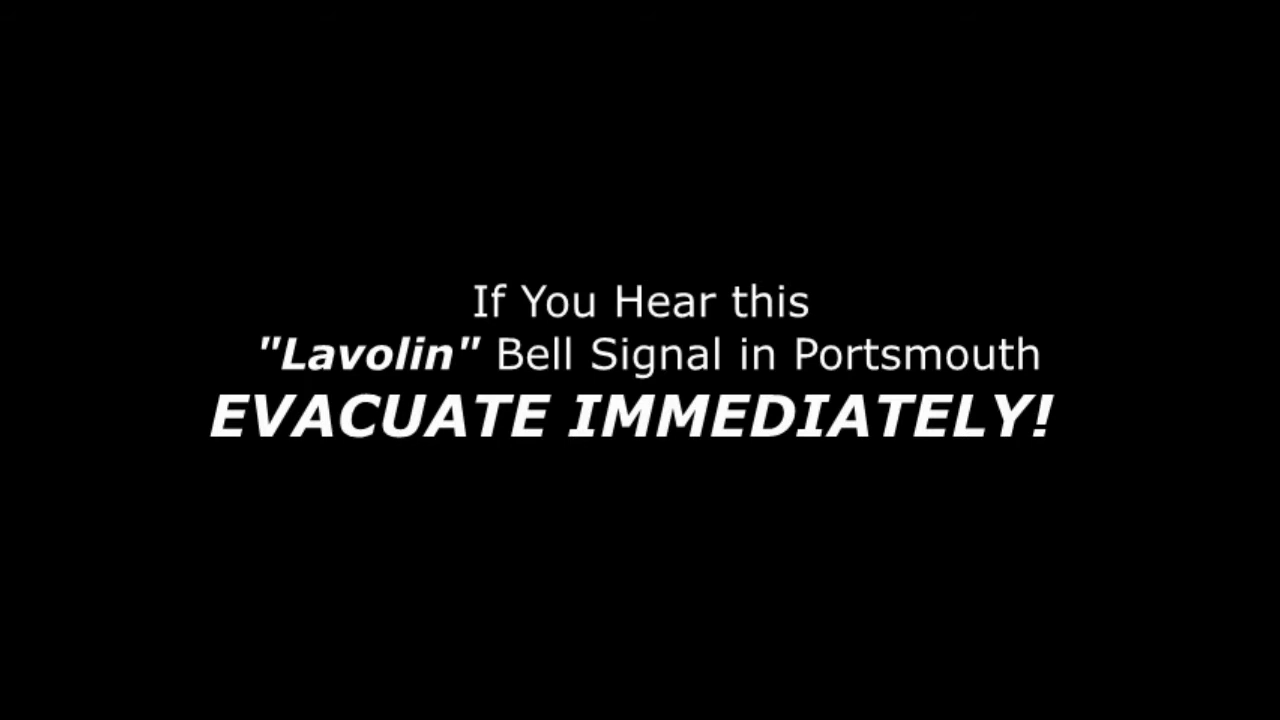 If You Hear this
"Lavolin" Bell Signal in Portsmouth
EVACUATE IMMEDIATELY!